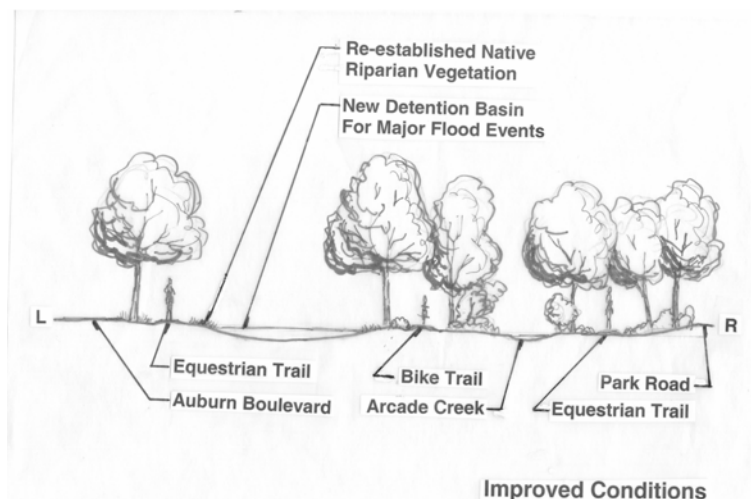 Re-established Native
Riparian Vegetation
New Detention Basin
For Major Flood Events
L
R
Equestrian Trail
Auburn Boulevard
Bike Trail
Arcade Creek
Park Road
Equestrian Trail
Improved Conditions